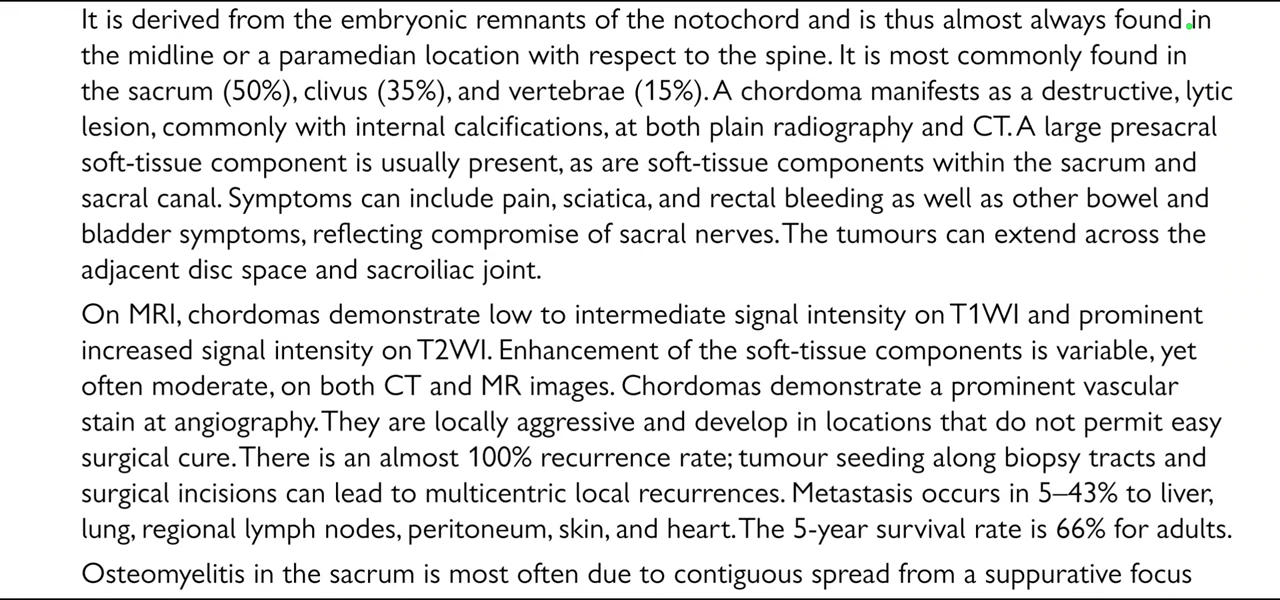 It is derived from the embryonic remnants of the notochord and is thus almost always found in
the midline or a paramedian location with respect to the spine. It is most commonly found in
the sacrum (50%), clivus (35%), and vertebrae (15%). A chordoma manifests as a destructive, lytic
lesion, commonly with internal calcifications, at both plain radiography and CT. A large presacral
soft-tissue component is usually present, as are soft-tissue components within the sacrum and
sacral canal. Symptoms can include pain, sciatica, and rectal bleeding as well as other bowel and
bladder symptoms, reflecting compromise of sacral nerves. The tumours can extend across the
adjacent disc space and sacroiliac joint.
On MRI, chordomas demonstrate low to intermediate signal intensity on T1WI and prominent
increased signal intensity on T2WI. Enhancement of the soft-tissue components is variable, yet
often moderate, on both CT and MR images. Chordomas demonstrate a prominent vascular
stain at angiography. They are locally aggressive and develop in locations that do not permit easy
surgical cure. There is an almost 100% recurrence rate; tumour seeding along biopsy tracts and
surgical incisions can lead to multicentric local recurrences. Metastasis occurs in 5–43% to liver,
lung, regional lymph nodes, peritoneum, skin, and heart. The 5-year survival rate is 66% for adults.
Osteomyelitis in the sacrum is most often due to contiguous spread from a suppurative focus